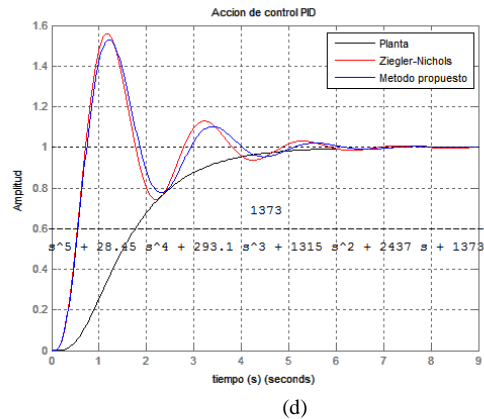 Accion de control PID
1.6
1.4
1.2
1
0.8
0.6
0.4
0.2
0
Amplitud
Planta
Ziegler-Nichols
Metodo propuesto
1373
s^5 + 28.45 s^4 + 293.1 s^3 + 1315 s^2 + 2437 s + 1373
0 1 2 3 4 5 6 7 8 9
tiempo (s) (seconds)
(d)